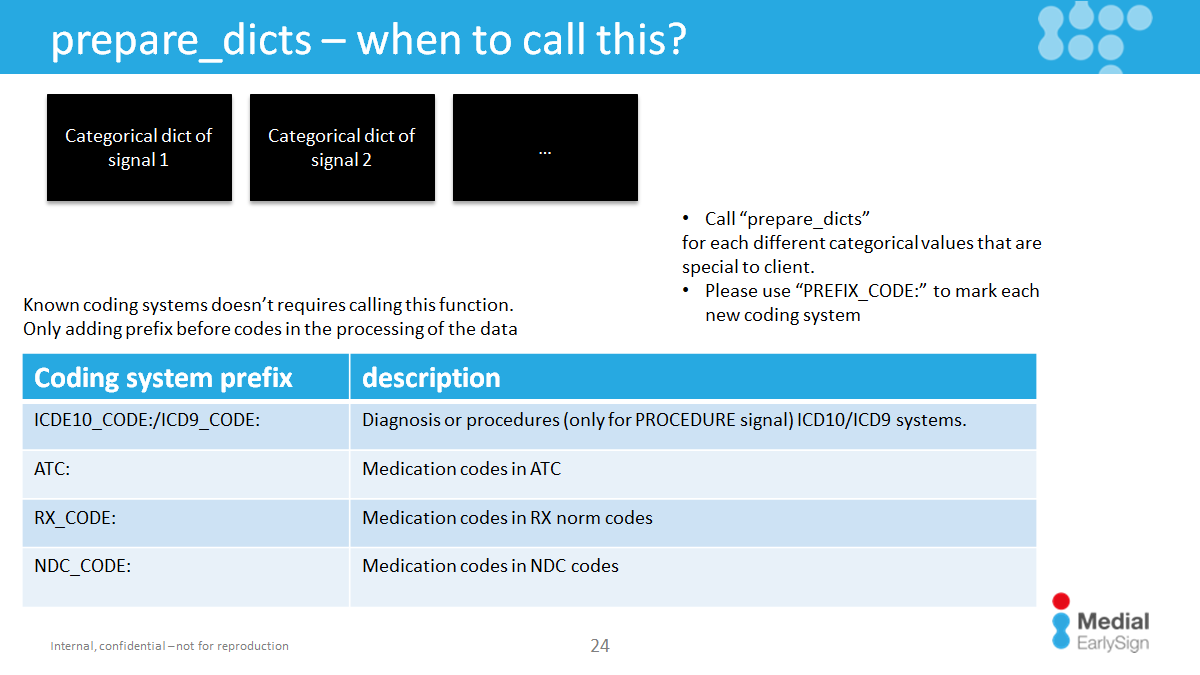 prepare_dicts – when to call this?
Categorical dict of
signal 1
Categorical dict of
signal 2
...
• Call “prepare_dicts”
for each different categorical values that are
special to client.
• Please use “PREFIX_CODE:” to mark each
new coding system
Known coding systems doesn’t requires calling this function.
Only adding prefix before codes in the processing of the data
Coding system prefix description
ICDE10_CODE:/ICD9_CODE: Diagnosis or procedures (only for PROCEDURE signal) ICD10/ICD9 systems.
ATC: Medication codes in ATC
RX_CODE: Medication codes in RX norm codes
NDC_CODE: Medication codes in NDC codes
Internal, confidential – not for reproduction
24
Medial
EarlySign